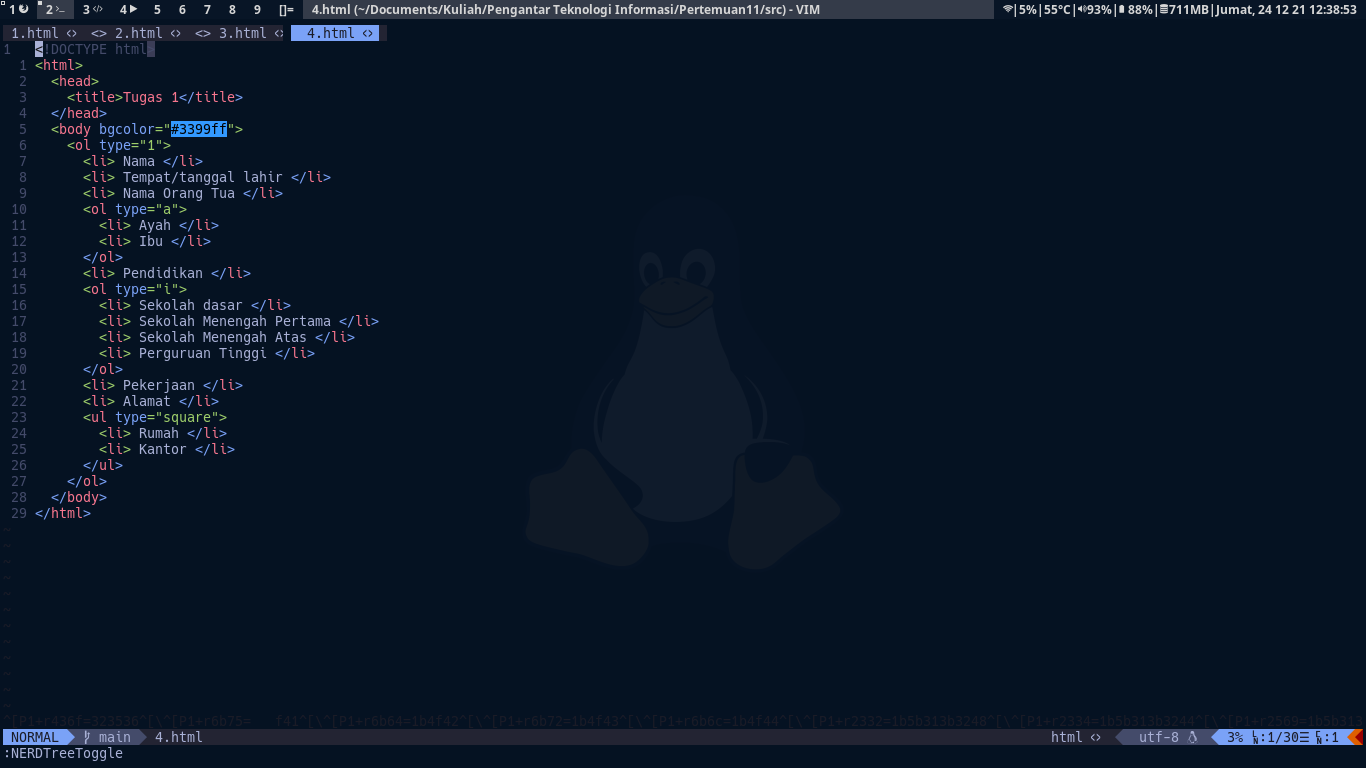 1 2 3 4 5 6 7 8 9 []= 4.html (~/Documents/Kuliah/Pengantar Teknologi Informasi/Pertemuan11/src) - VIM |5%|55°C|93%|88%|711MB|Jumat, 24 12 21 12:38:53
1.html <> <> 2.html <> <> 3.html 4.html <>
1 <!DOCTYPE html>
1 <html>
2 <head>
3 <title>Tugas 1</title>
4 </head>
5 <body bgcolor="#3399ff">
6 <ol type="1">
7 <li> Nama </li>
8 <li> Tempat/tanggal lahir </li>
9 <li> Nama Orang Tua </li>
10 <ol type="a">
11 <li> Ayah </li>
12 <li> Ibu </li>
13 </ol>
14 <li> Pendidikan </li>
15 <ol type="i">
16 <li> Sekolah dasar </li>
17 <li> Sekolah Menengah Pertama </li>
18 <li> Sekolah Menengah Atas </li>
19 <li> Perguruan Tinggi </li>
20 </ol>
21 <li> Pekerjaan </li>
22 <li> Alamat </li>
23 <ul type="square">
24 <li> Rumah </li>
25 <li> Kantor </li>
26 </ul>
27 </ol>
28 </body>
29 </html>
^[P1+r436f=323536^[\^[P1+r6b75= f41^[\^[P1+r6b64=1b4f42^[\^[P1+r6b72=1b4f43^[\^[P1+r6b6c=1b4f44^[\^[P1+r2332=1b5b313b3248^[\^[P1+r2334=1b5b313b3244^[\^[P1+r2569=1b5b313
NORMAL main 4.html html <> utf-8 3% :1/30 :1
:NERDTreeToggle